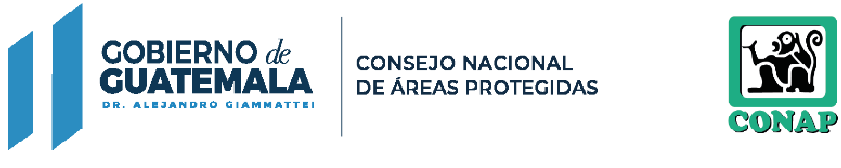 GOBIERNO de
GUATEMALA
DR. ALEJANDRO GIAMMATTEI
CONSEJO NACIONAL
DE ÁREAS PROTEGIDAS
CONAP